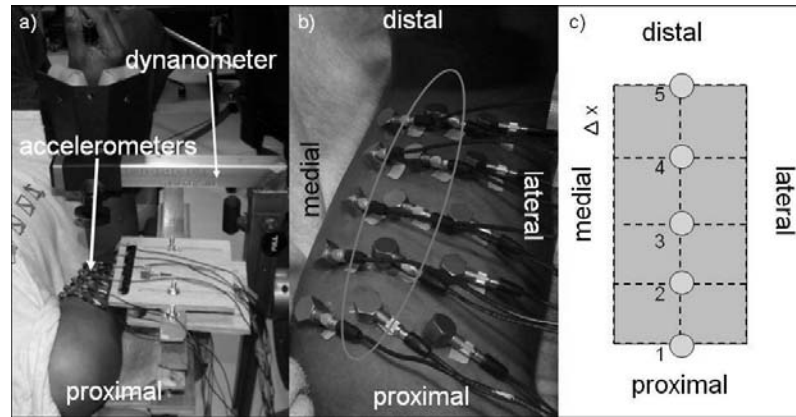 a)
dynanometer
accelerometers
proximal
b)
distal
medial
lateral
proximal
c)
distal
Δ x
medial
lateral
5
4
3
2
1
proximal